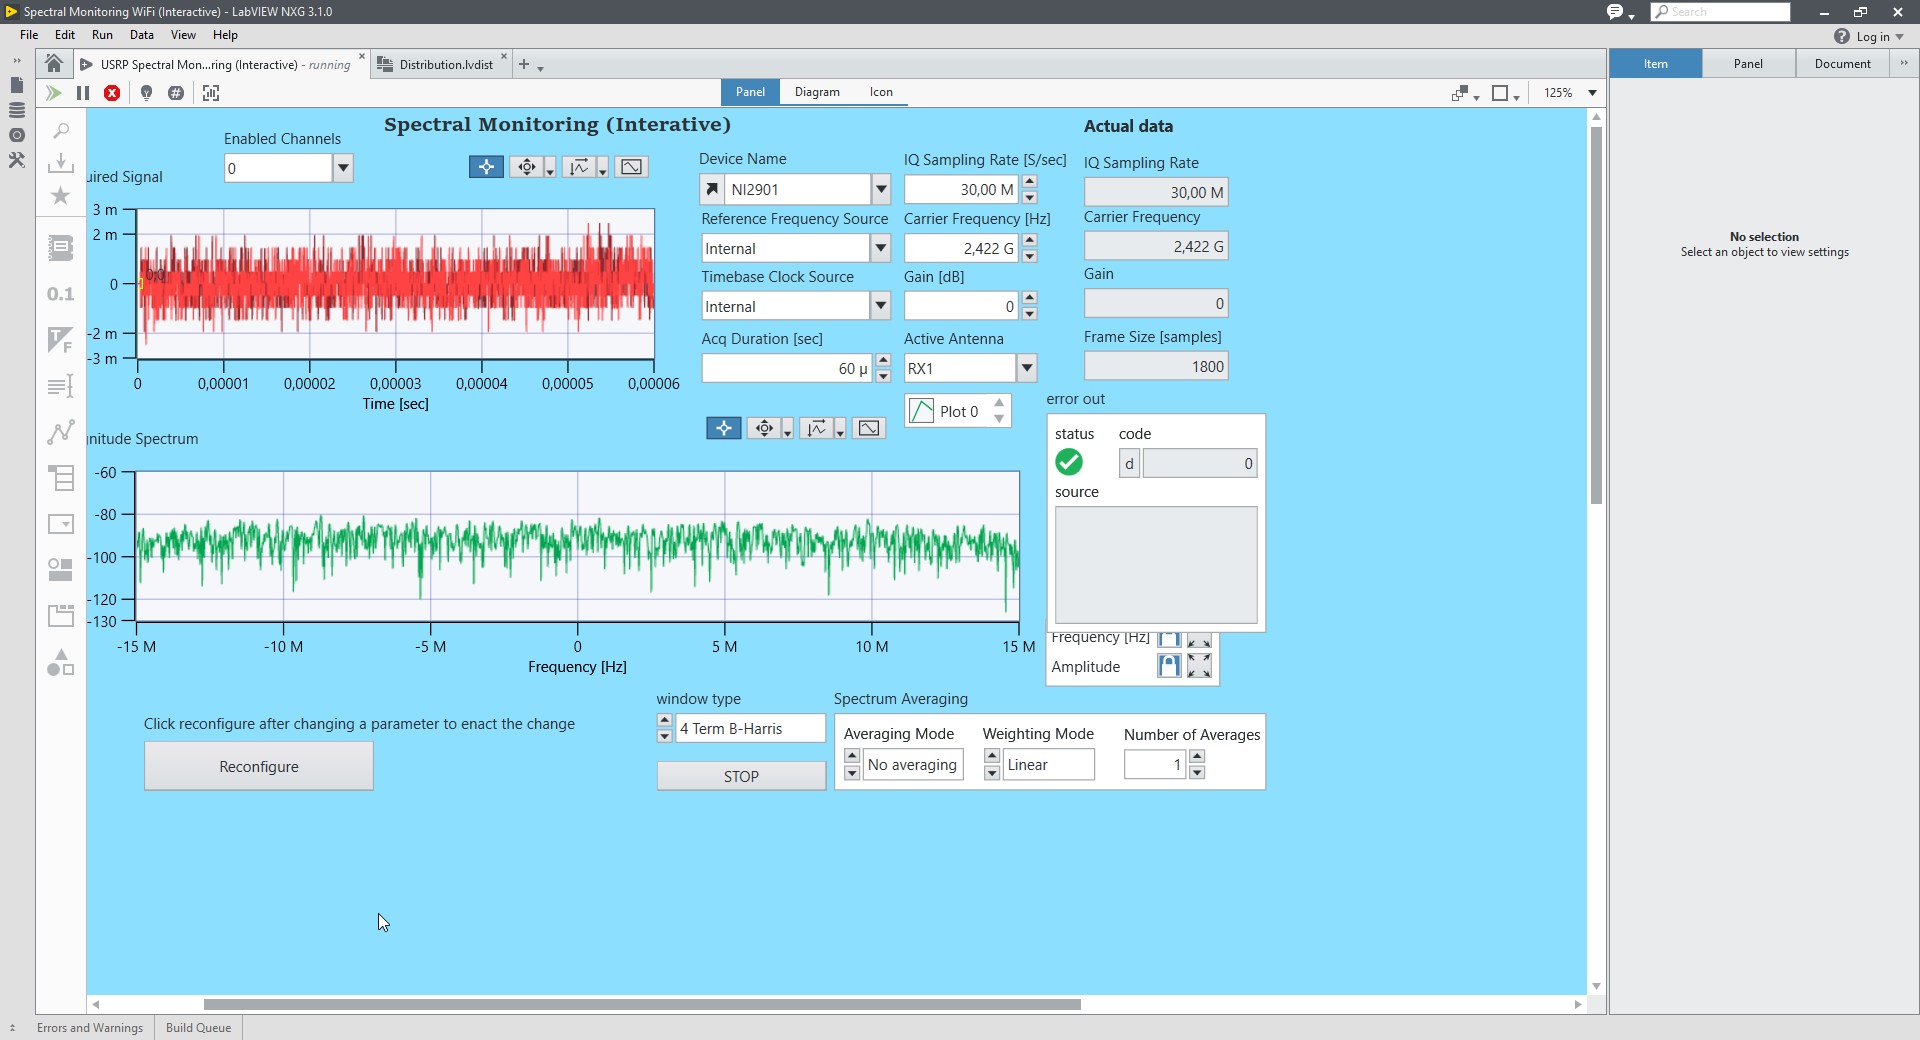 Spectral Monitoring WiFi (Interactive) - LabVIEW NXG 3.1.0
Search
File Edit Run Data View Help
Log in
USRP Spectral Mon...ring (Interactive) - running
Distribution.lvdist
Item Panel Document
Panel Diagram Icon
125%
Spectral Monitoring (Interative)
Enabled Channels
0
uired Signal
3 m
2 m
0
-2 m
-3 m
0 0,00001 0,00002 0,00003 0,00004 0,00005 0,00006
Time [sec]
Device Name
NI2901
IQ Sampling Rate [S/sec]
30,00 M
Reference Frequency Source
Internal
Carrier Frequency [Hz]
2,422 G
Timebase Clock Source
Internal
Gain [dB]
0
Acq Duration [sec]
60 µ
Active Antenna
RX1
Plot 0
Actual data
IQ Sampling Rate
30,00 M
Carrier Frequency
2,422 G
Gain
0
Frame Size [samples]
1800
No selection
Select an object to view settings
0.1
T
F
error out
status code
d 0
source
nitude Spectrum
-60
-80
-100
-120
-130
-15 M -10 M -5 M 0 5 M 10 M 15 M
Frequency [Hz]
Frequency [Hz]
Amplitude
Click reconfigure after changing a parameter to enact the change
Reconfigure
window type
4 Term B-Harris
STOP
Spectrum Averaging
Averaging Mode Weighting Mode Number of Averages
No averaging Linear 1
Errors and Warnings Build Queue